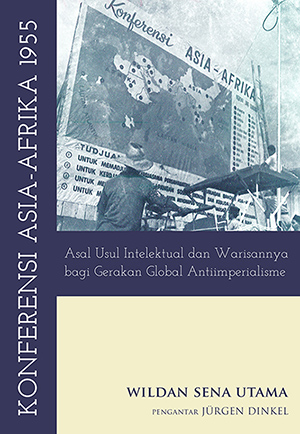 KONFERENSI ASIA-AFRIKA 1955
Konferensi
ASIA-AFRIKA
TUDJUAN
UNTUK
UNTUK
UNTUK
UNTUK
Asal Usul Intelektual dan Warisannya
bagi Gerakan Global Antiimperialisme
WILDAN SENA UTAMA
PENGANTAR JÜRGEN DINKEL